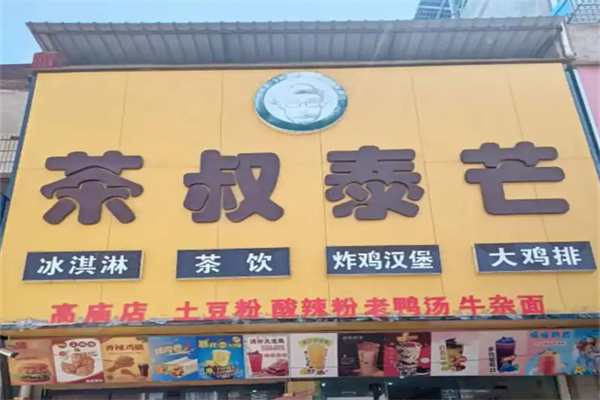 茶叔泰芒
冰淇淋 茶饮 炸鸡汉堡 大鸡排
高庙店 土豆粉 酸辣粉 老鸭汤 牛杂面